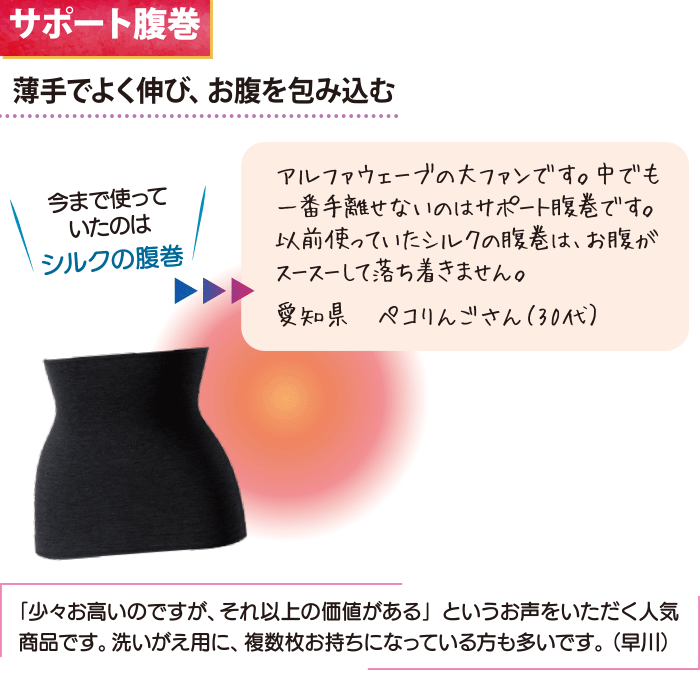 サポート腹巻
薄手でよく伸び、お腹を包み込む
今まで使って
いたのは
シルクの腹巻
アルファウェーブの大ファンです。中でも
一番手離せないのはサポート腹巻です。
以前使っていたシルクの腹巻は、お腹が
スースーして落ち着きません。
愛知県 ペコりんごさん(30代)
「少々お高いのですが、それ以上の価値がある」というお声をいただく人気
商品です。洗いがえ用に、複数枚お持ちになっている方も多いです。(早川)